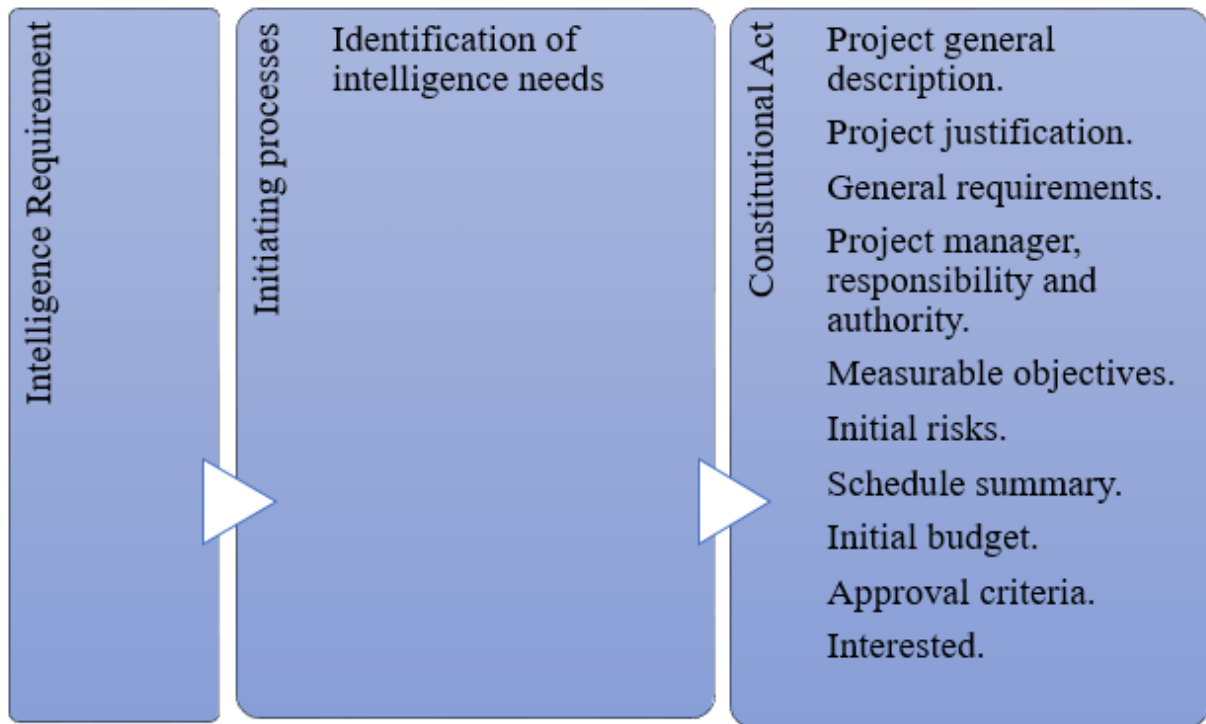 Intelligence Requirement
Initiating processes
Identification of
intelligence needs
Constitutional Act
Project general
description.
Project justification.
General requirements.
Project manager,
responsibility and
authority.
Measurable objectives.
Initial risks.
Schedule summary.
Initial budget.
Approval criteria.
Interested.